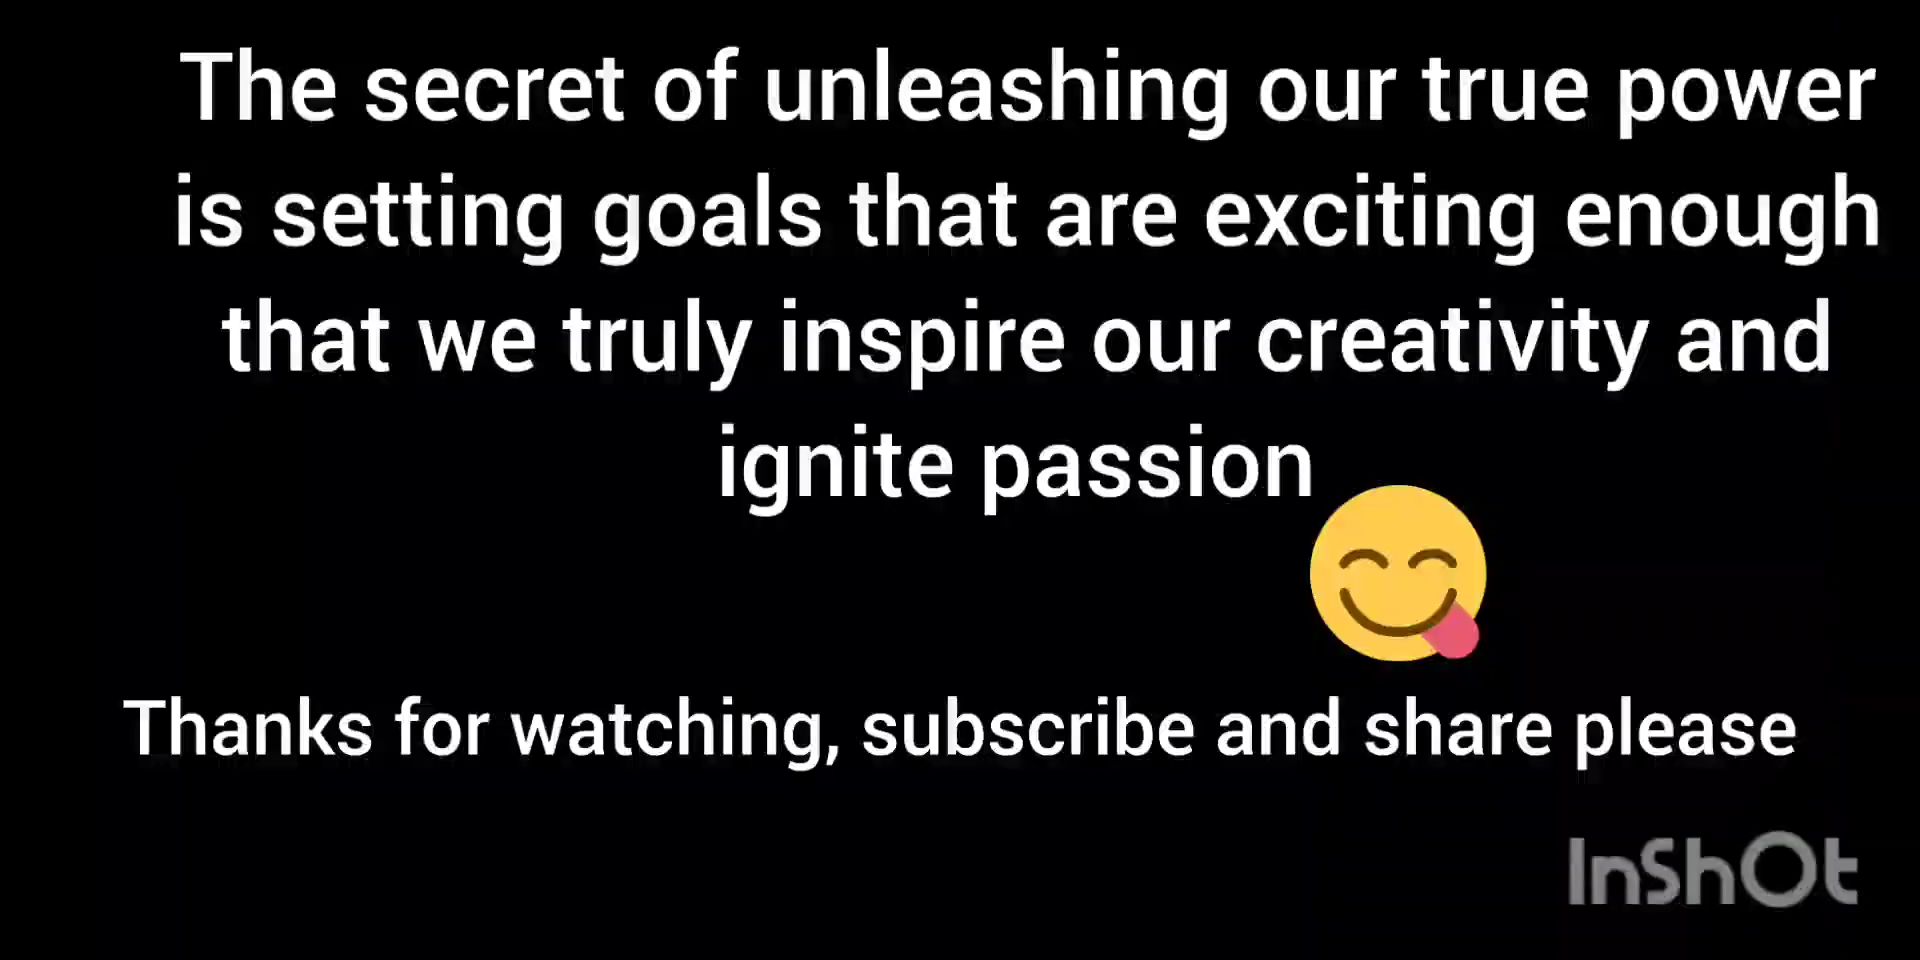 The secret of unleashing our true power
is setting goals that are exciting enough
that we truly inspire our creativity and
ignite passion
Thanks for watching, subscribe and share please
InShOt